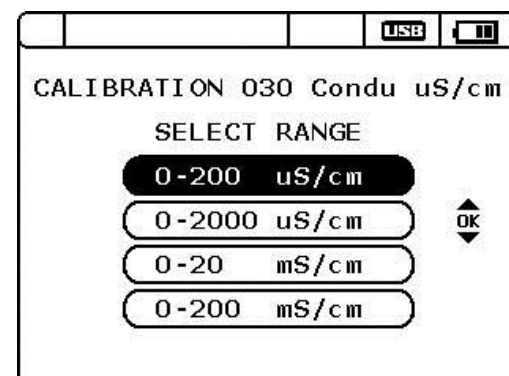 USB
CALIBRATION 030 Condu uS/cm
SELECT RANGE
0-200 uS/cm
0-2000 uS/cm
0-20 mS/cm
0-200 mS/cm
OK